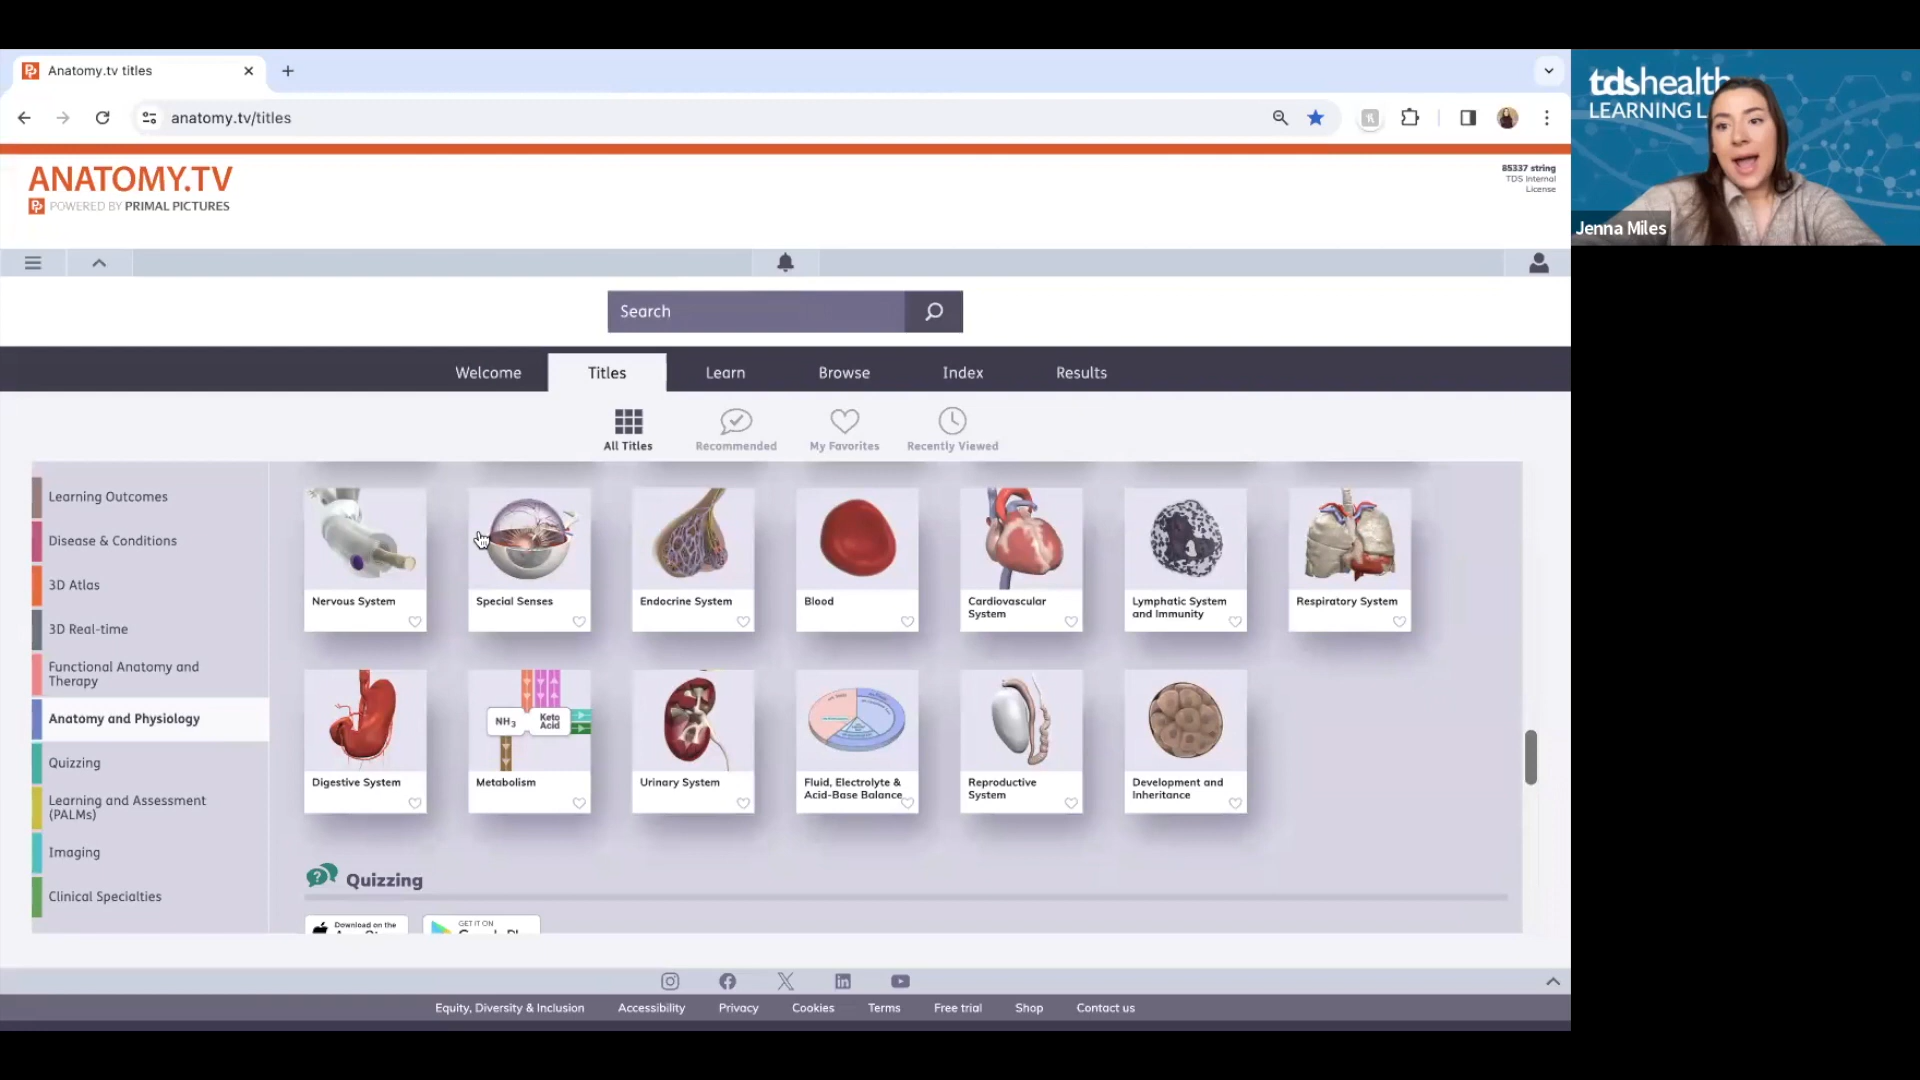 Anatomy.tv titles
anatomy.tv/titles
ANATOMY.TV
POWERED BY PRIMAL PICTURES
85337 string
TDS Internal
License
tdshealth
LEARNING L
Jenna Miles
Search
Welcome
Titles
Learn
Browse
Index
Results
All Titles
Recommended
My Favorites
Recently Viewed
Learning Outcomes
Disease & Conditions
3D Atlas
3D Real-time
Functional Anatomy and
Therapy
Anatomy and Physiology
Quizzing
Learning and Assessment
(PALMs)
Imaging
Clinical Specialties
Nervous System
Special Senses
Endocrine System
Blood
Cardiovascular
System
Lymphatic System
and Immunity
Respiratory System
NH3
Keto
Acid
Digestive System
Metabolism
Urinary System
Fluid, Electrolyte &
Acid-Base Balance
Reproductive
System
Development and
Inheritance
Quizzing
Download on the
GET IT ON
Equity, Diversity & Inclusion
Accessibility
Privacy
Cookies
Terms
Free trial
Shop
Contact us